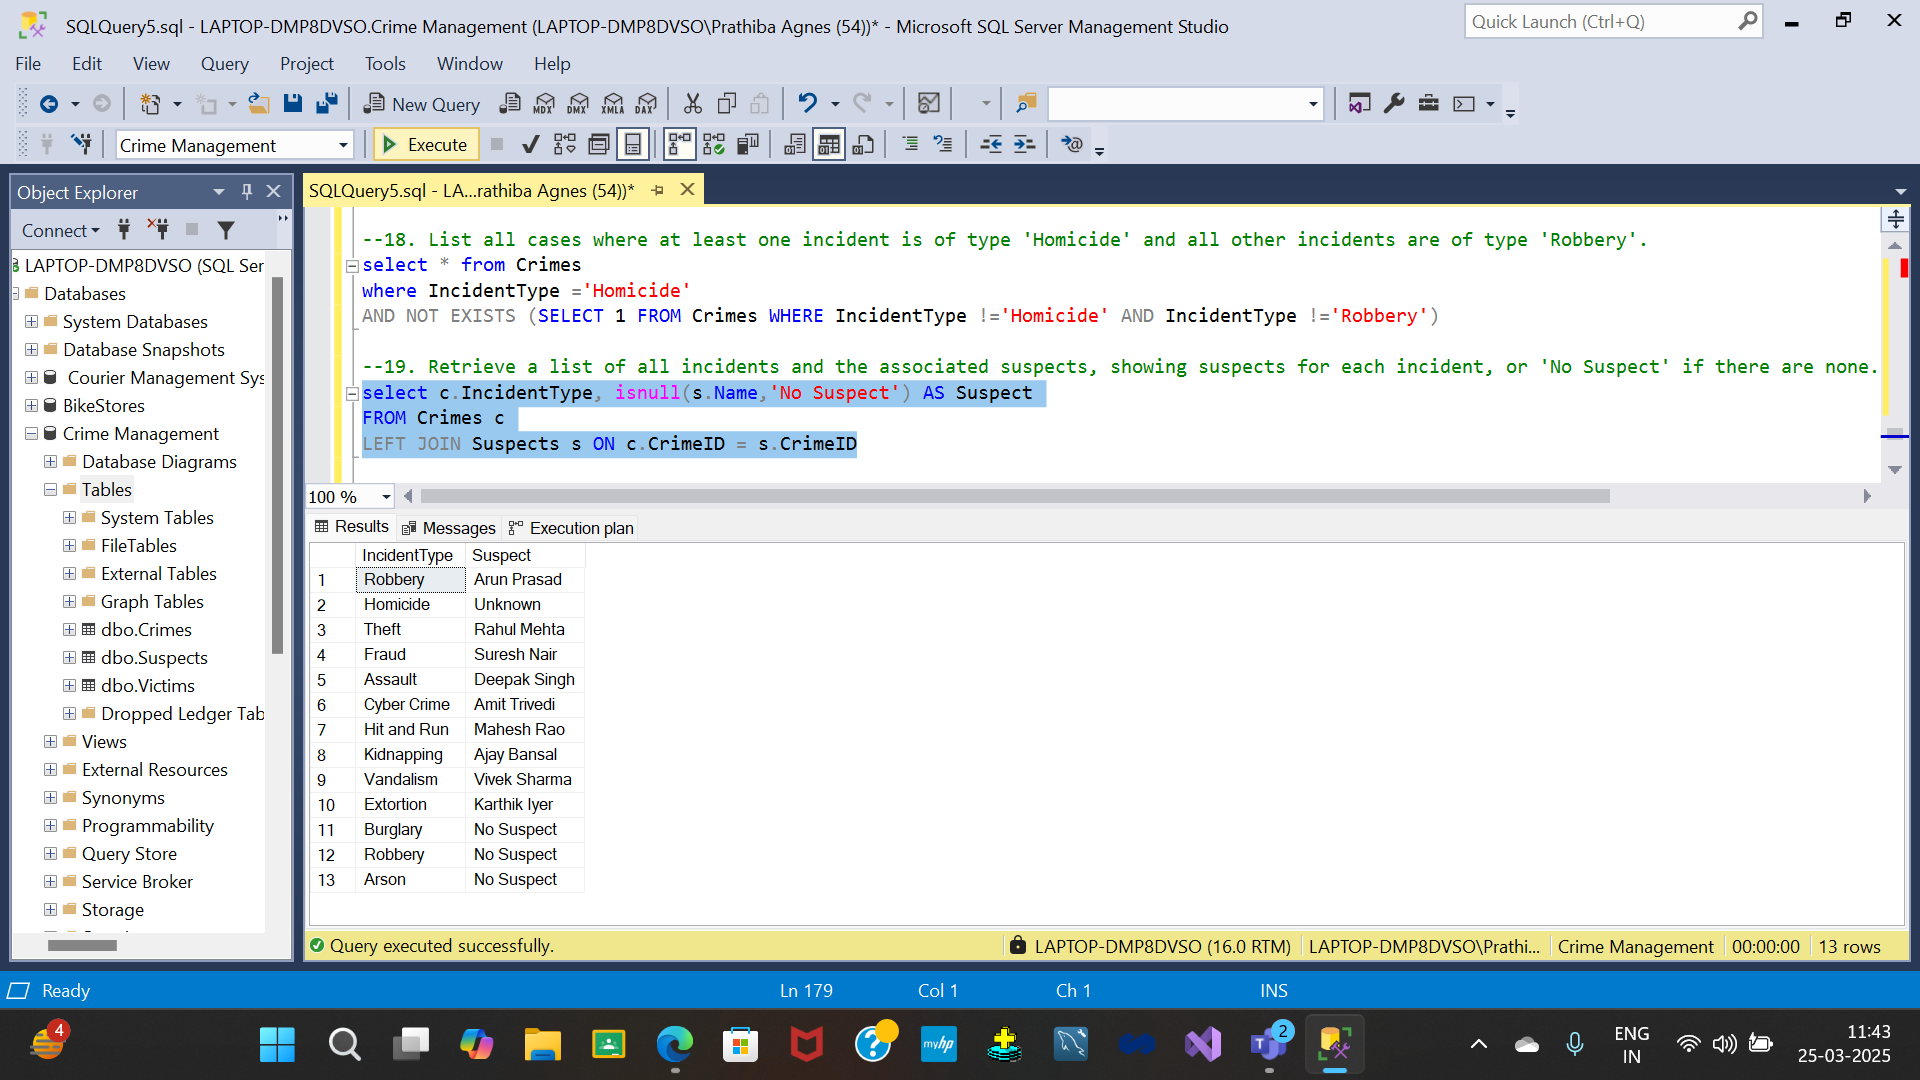 SQLQuery5.sql - LAPTOP-DMP8DVSO.Crime Management (LAPTOP-DMP8DVSO\Prathiba Agnes (54))* - Microsoft SQL Server Management Studio
Quick Launch (Ctrl+Q)
File Edit View Query Project Tools Window Help
New Query MDX DMX XMLA DAX
Crime Management Execute
Object Explorer
Connect
LAPTOP-DMP8DVSO (SQL Ser
Databases
System Databases
Database Snapshots
Courier Management Sys
BikeStores
Crime Management
Database Diagrams
Tables
System Tables
FileTables
External Tables
Graph Tables
dbo.Crimes
dbo.Suspects
dbo.Victims
Dropped Ledger Tab
Views
External Resources
Synonyms
Programmability
Query Store
Service Broker
Storage
SQLQuery5.sql - LA...rathiba Agnes (54))*
--18. List all cases where at least one incident is of type 'Homicide' and all other incidents are of type 'Robbery'.
select * from Crimes
where IncidentType ='Homicide'
AND NOT EXISTS (SELECT 1 FROM Crimes WHERE IncidentType !='Homicide' AND IncidentType !='Robbery')
--19. Retrieve a list of all incidents and the associated suspects, showing suspects for each incident, or 'No Suspect' if there are none.
select c.IncidentType, isnull(s.Name,'No Suspect') AS Suspect
FROM Crimes c
LEFT JOIN Suspects s ON c.CrimeID = s.CrimeID
100 %
Results Messages Execution plan
IncidentType Suspect
1 Robbery Arun Prasad
2 Homicide Unknown
3 Theft Rahul Mehta
4 Fraud Suresh Nair
5 Assault Deepak Singh
6 Cyber Crime Amit Trivedi
7 Hit and Run Mahesh Rao
8 Kidnapping Ajay Bansal
9 Vandalism Vivek Sharma
10 Extortion Karthik Iyer
11 Burglary No Suspect
12 Robbery No Suspect
13 Arson No Suspect
Query executed successfully. LAPTOP-DMP8DVSO (16.0 RTM) LAPTOP-DMP8DVSO\Prathi... Crime Management 00:00:00 13 rows
Ready Ln 179 Col 1 Ch 1 INS
4
myhp
2
ENG
IN
11:43
25-03-2025